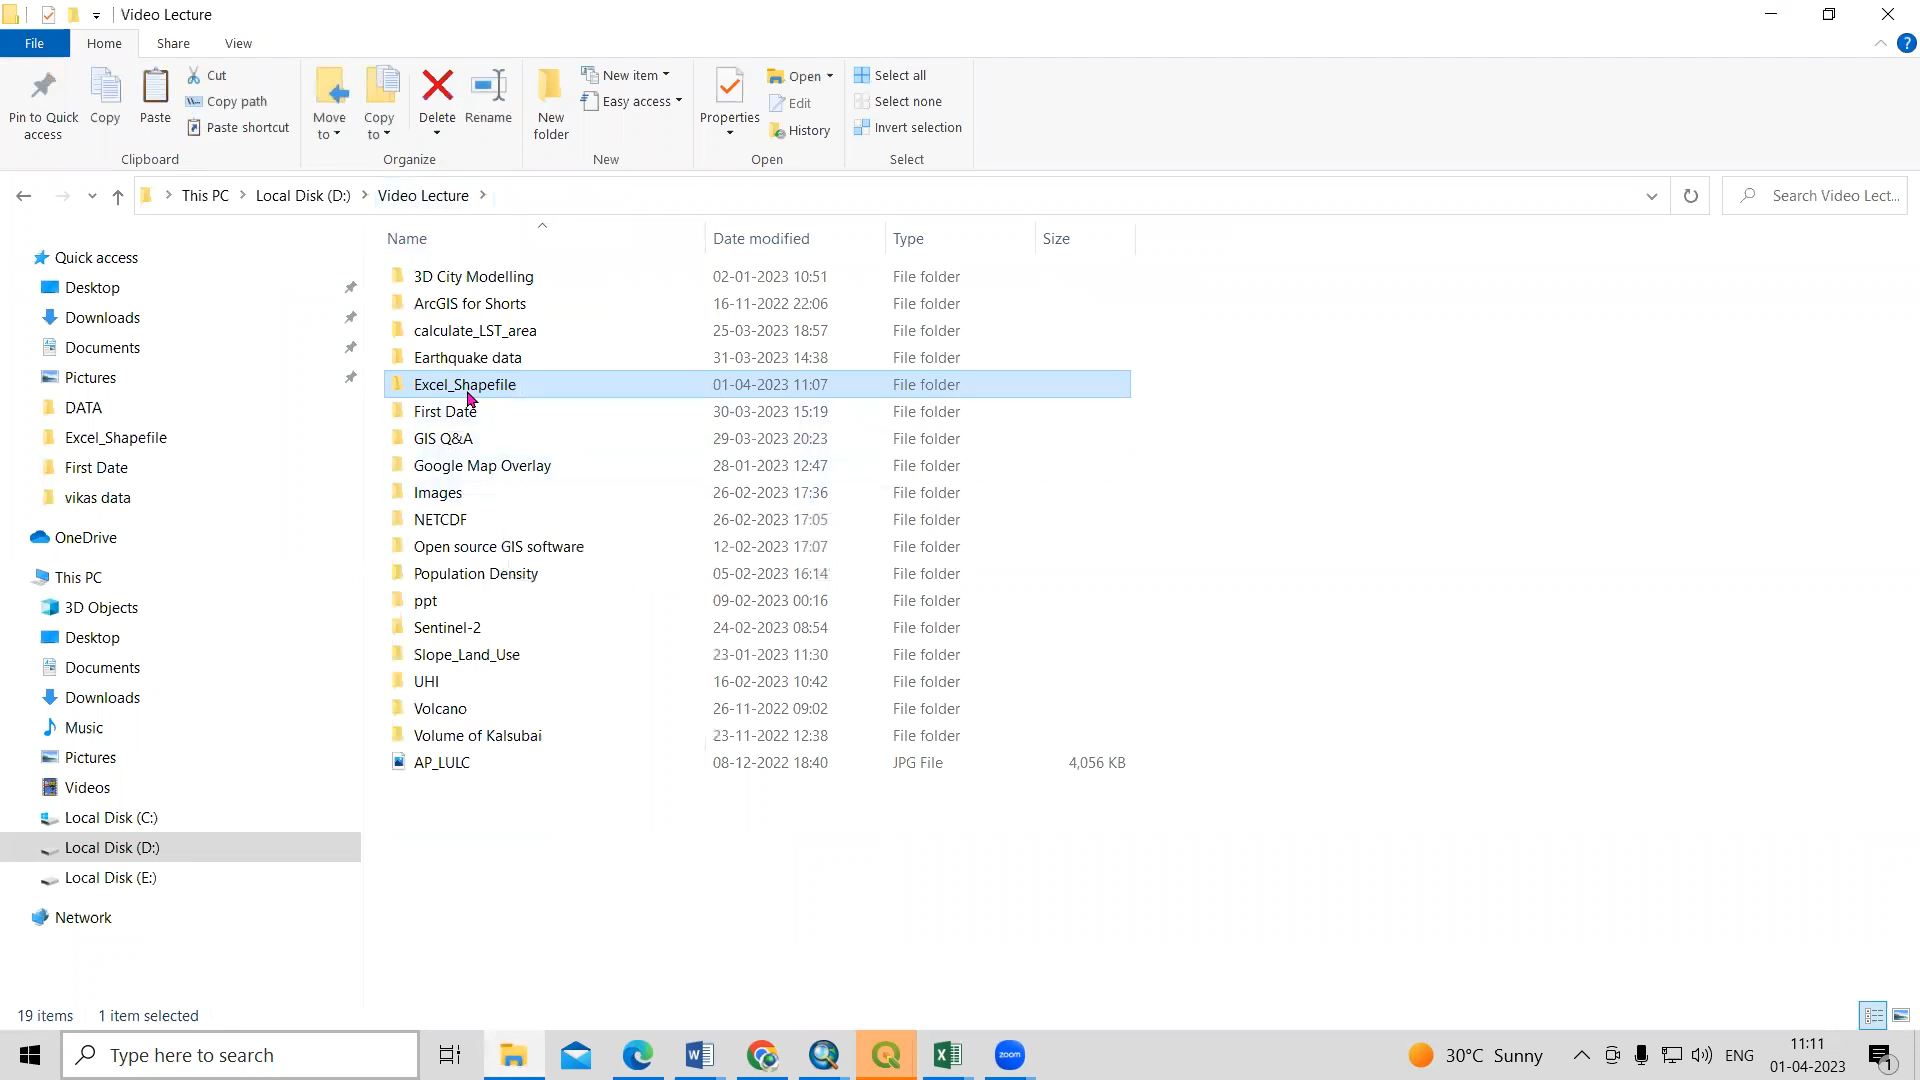 Video Lecture
File Home Share View
Pin to Quick access
Copy
Paste
Cut
Copy path
Paste shortcut
Clipboard
Move to
Copy to
Delete
Rename
Organize
New folder
New item
Easy access
New
Properties
Open
Edit
History
Open
Select all
Select none
Invert selection
Select
This PC Local Disk (D:) Video Lecture
Search Video Lect...
Quick access
Desktop
Downloads
Documents
Pictures
DATA
Excel_Shapefile
First Date
vikas data
OneDrive
This PC
3D Objects
Desktop
Documents
Downloads
Music
Pictures
Videos
Local Disk (C:)
Local Disk (D:)
Local Disk (E:)
Network
Name Date modified Type Size
3D City Modelling 02-01-2023 10:51 File folder
ArcGIS for Shorts 16-11-2022 22:06 File folder
calculate_LST_area 25-03-2023 18:57 File folder
Earthquake data 31-03-2023 14:38 File folder
Excel_Shapefile 01-04-2023 11:07 File folder
First Date 30-03-2023 15:19 File folder
GIS Q&A 29-03-2023 20:23 File folder
Google Map Overlay 28-01-2023 12:47 File folder
Images 26-02-2023 17:36 File folder
NETCDF 26-02-2023 17:05 File folder
Open source GIS software 12-02-2023 17:07 File folder
Population Density 05-02-2023 16:14 File folder
ppt 09-02-2023 00:16 File folder
Sentinel-2 24-02-2023 08:54 File folder
Slope_Land_Use 23-01-2023 11:30 File folder
UHI 16-02-2023 10:42 File folder
Volcano 26-11-2022 09:02 File folder
Volume of Kalsubai 23-11-2022 12:38 File folder
AP_LULC 08-12-2022 18:40 JPG File 4,056 KB
19 items 1 item selected
Type here to search
zoom
30°C Sunny
ENG
11:11
01-04-2023
1